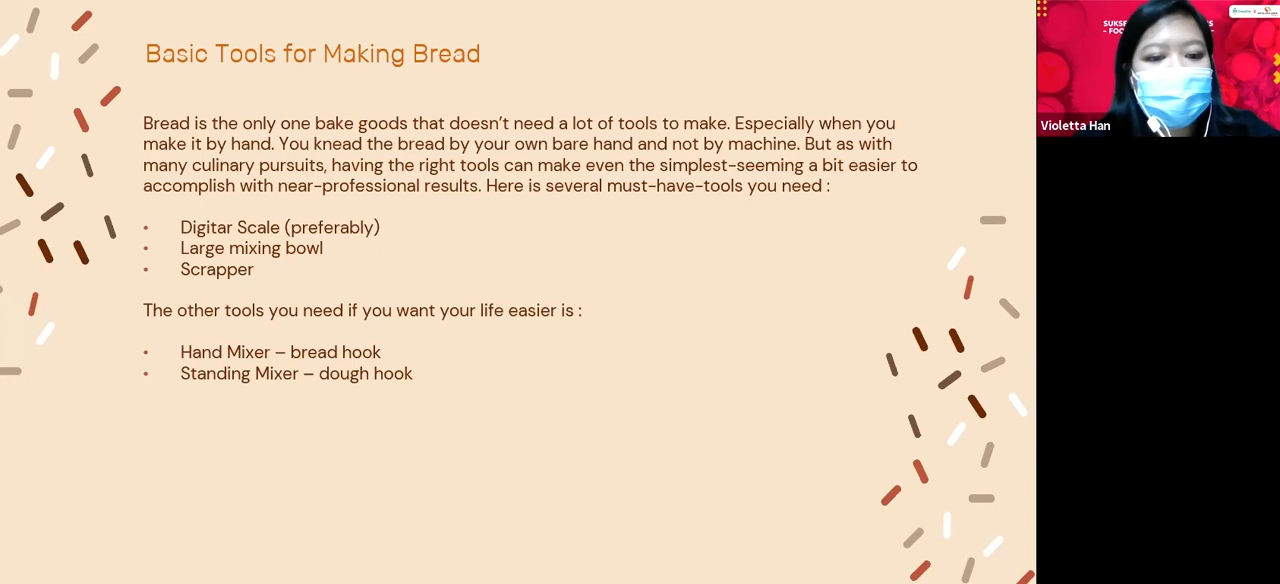 Basic Tools for Making Bread
Bread is the only one bake goods that doesn't need a lot of tools to make. Especially when you
make it by hand. You knead the bread by your own bare hand and not by machine. But as with
many culinary pursuits, having the right tools can make even the simplest-seeming a bit easier to
accomplish with near-professional results. Here is several must-have-tools you need :
• Digitar Scale (preferably)
• Large mixing bowl
• Scrapper
The other tools you need if you want your life easier is :
• Hand Mixer – bread hook
• Standing Mixer – dough hook
Violetta Han